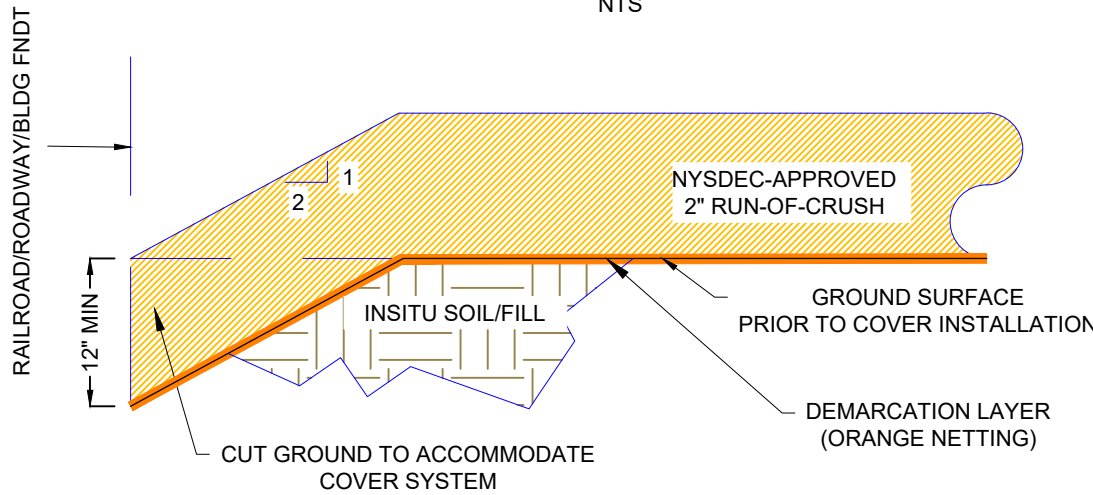 NTS
RAILROAD/ROADWAY/BLDG FNDT
1
2
NYSDEC-APPROVED
2" RUN-OF-CRUSH
12" MIN
INSITU SOIL/FILL
GROUND SURFACE
PRIOR TO COVER INSTALLATION
DEMARCATION LAYER
(ORANGE NETTING)
CUT GROUND TO ACCOMMODATE
COVER SYSTEM